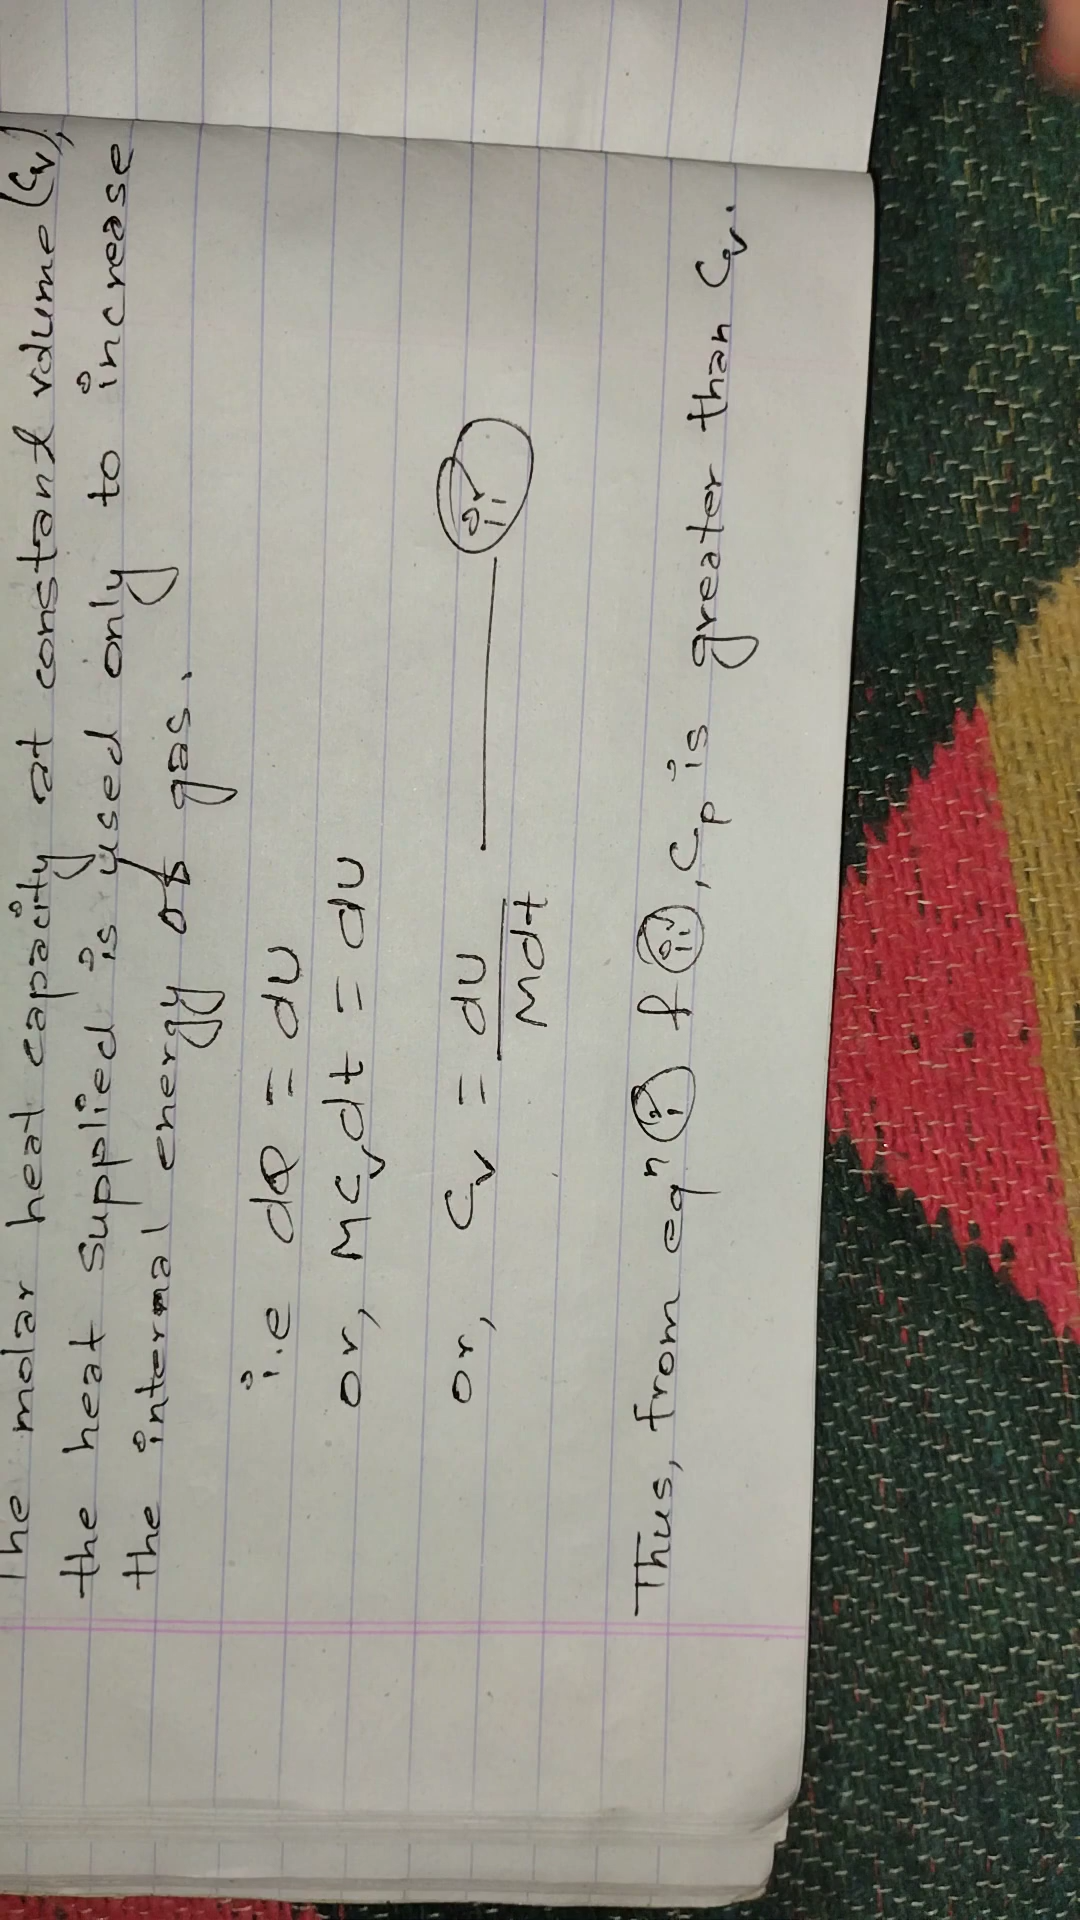 The molar heat capacity at constant volume (Cv),
the heat supplied is used only to increase
the internal energy of gas.
i.e dQ = dU
or, MCvdt = dU
or, Cv = dU/Mdt ——— (ii)
Thus, from eqn (i) & (ii), Cp is greater than Cv.